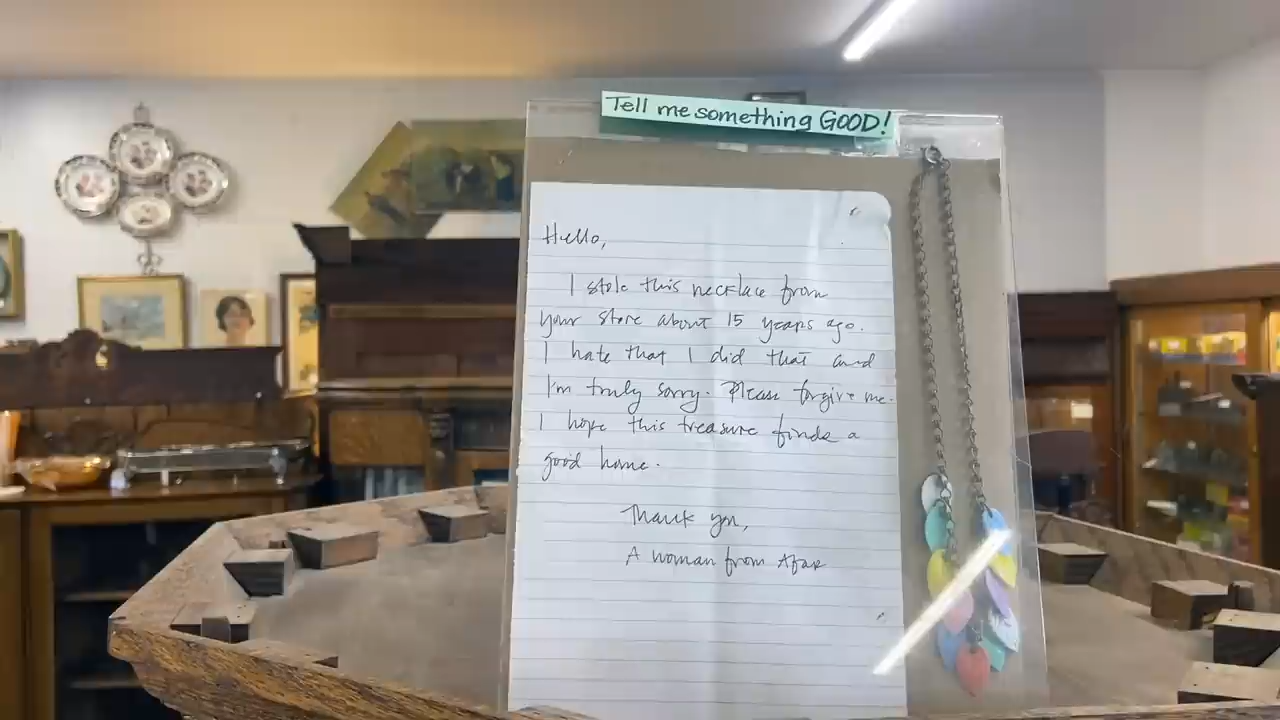 Tell me something GOOD!
Hello,
I stole this necklace from
your store about 15 years ago.
I hate that I did that and
I'm truly sorry. Please forgive me.
I hope this treasure finds a
good home.
Thank you,
A woman from Afar